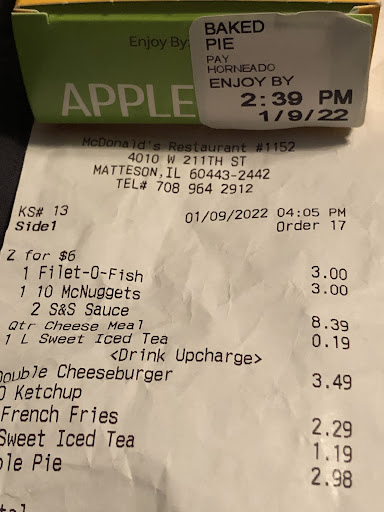 Enjoy By:
APPLE
BAKED
PIE
PAY
HORNEADO
ENJOY BY
2:39 PM
1/9/22
McDonald's Restaurant #1152
4010 W 211TH ST
MATTESON,IL 60443-2442
TEL# 708 964 2912
KS# 13 01/09/2022 04:05 PM
Side1 Order 17
2 for $6
1 Filet-O-Fish 3.00
1 10 McNuggets 3.00
2 S&S Sauce
Qtr Cheese Meal 8.39
1 L Sweet Iced Tea 0.19
<Drink Upcharge>
Double Cheeseburger 3.49
O Ketchup
French Fries 2.29
Sweet Iced Tea 1.19
ple Pie 2.98